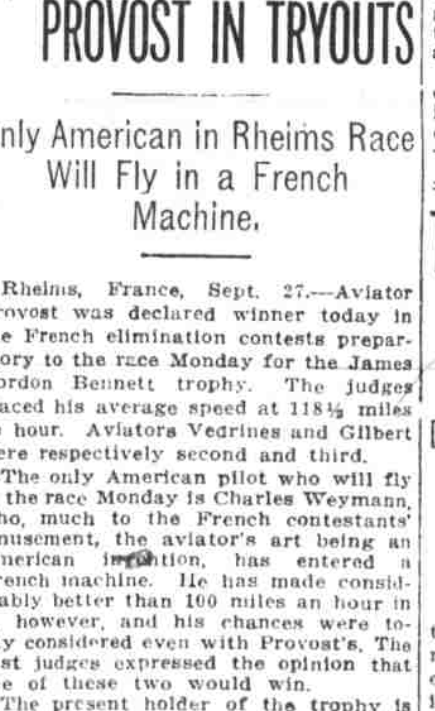 PROVOST IN TRYOUTS
nly American in Rheims Race
Will Fly in a French
Machine.
Rheims, France, Sept. 27.—Aviator
rovost was declared winner today in
e French elimination contests prepar-
ory to the race Monday for the James
ordon Bennett trophy. The judges
aced his average speed at 118½ miles
hour. Aviators Vedrines and Gilbert
ere respectively second and third.
The only American pilot who will fly
the race Monday is Charles Weymann,
ho, much to the French contestants'
musement, the aviator's art being an
merican invention, has entered a
rench machine. He has made consid-
ably better than 100 miles an hour in
, however, and his chances were to-
y considered even with Provost's. The
st judges expressed the opinion that
e of these two would win.
The present holder of the trophy is